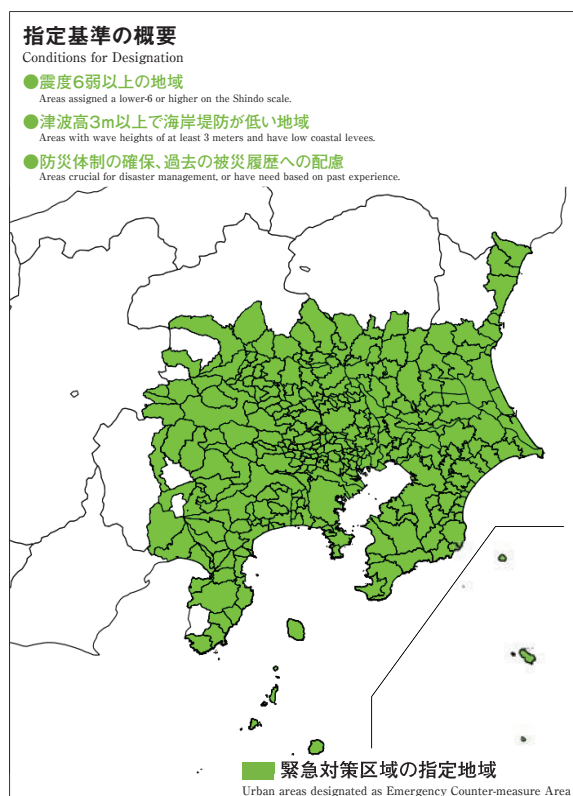 指定基準の概要
Conditions for Designation
●震度6弱以上の地域
Areas assigned a lower-6 or higher on the Shindo scale.
●津波高3m以上で海岸堤防が低い地域
Areas with wave heights of at least 3 meters and have low coastal levees.
●防災体制の確保、過去の被災履歴への配慮
Areas crucial for disaster management, or have need based on past experience.
緊急対策区域の指定地域
Urban areas designated as Emergency Counter-measure Area